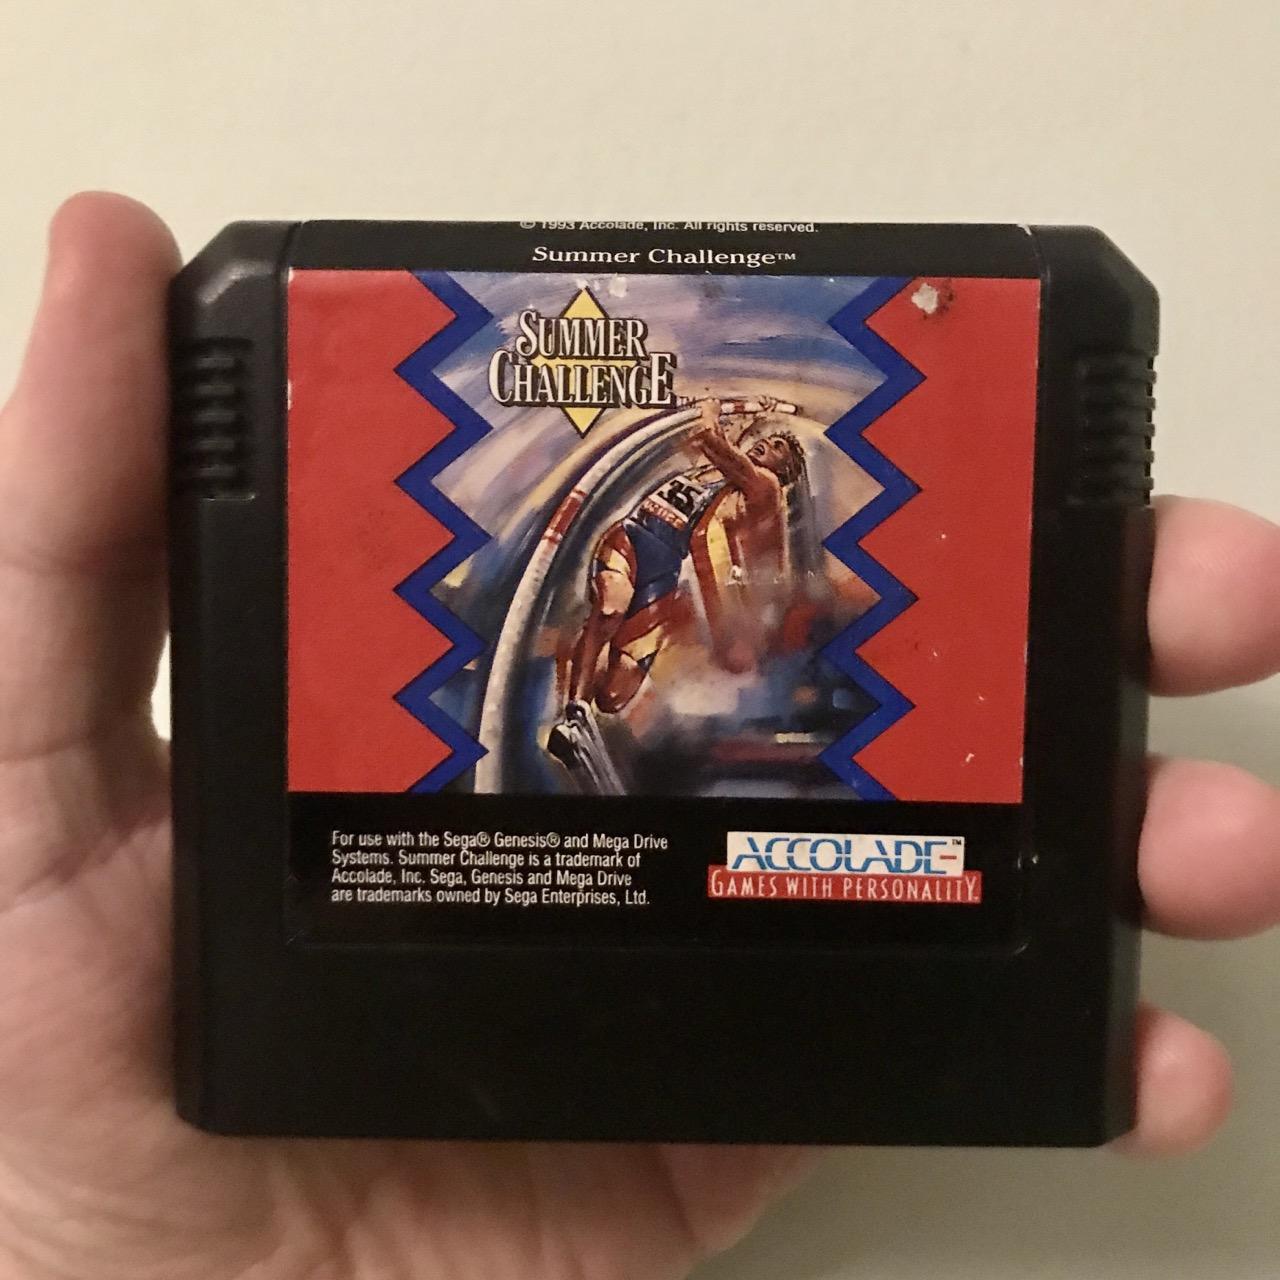 © 1993 Accolade, Inc. All rights reserved.
Summer Challenge™
SUMMER
CHALLENGE™
For use with the Sega® Genesis® and Mega Drive
Systems. Summer Challenge is a trademark of
Accolade, Inc. Sega, Genesis and Mega Drive
are trademarks owned by Sega Enterprises, Ltd.
ACCOLADE™
GAMES WITH PERSONALITY.